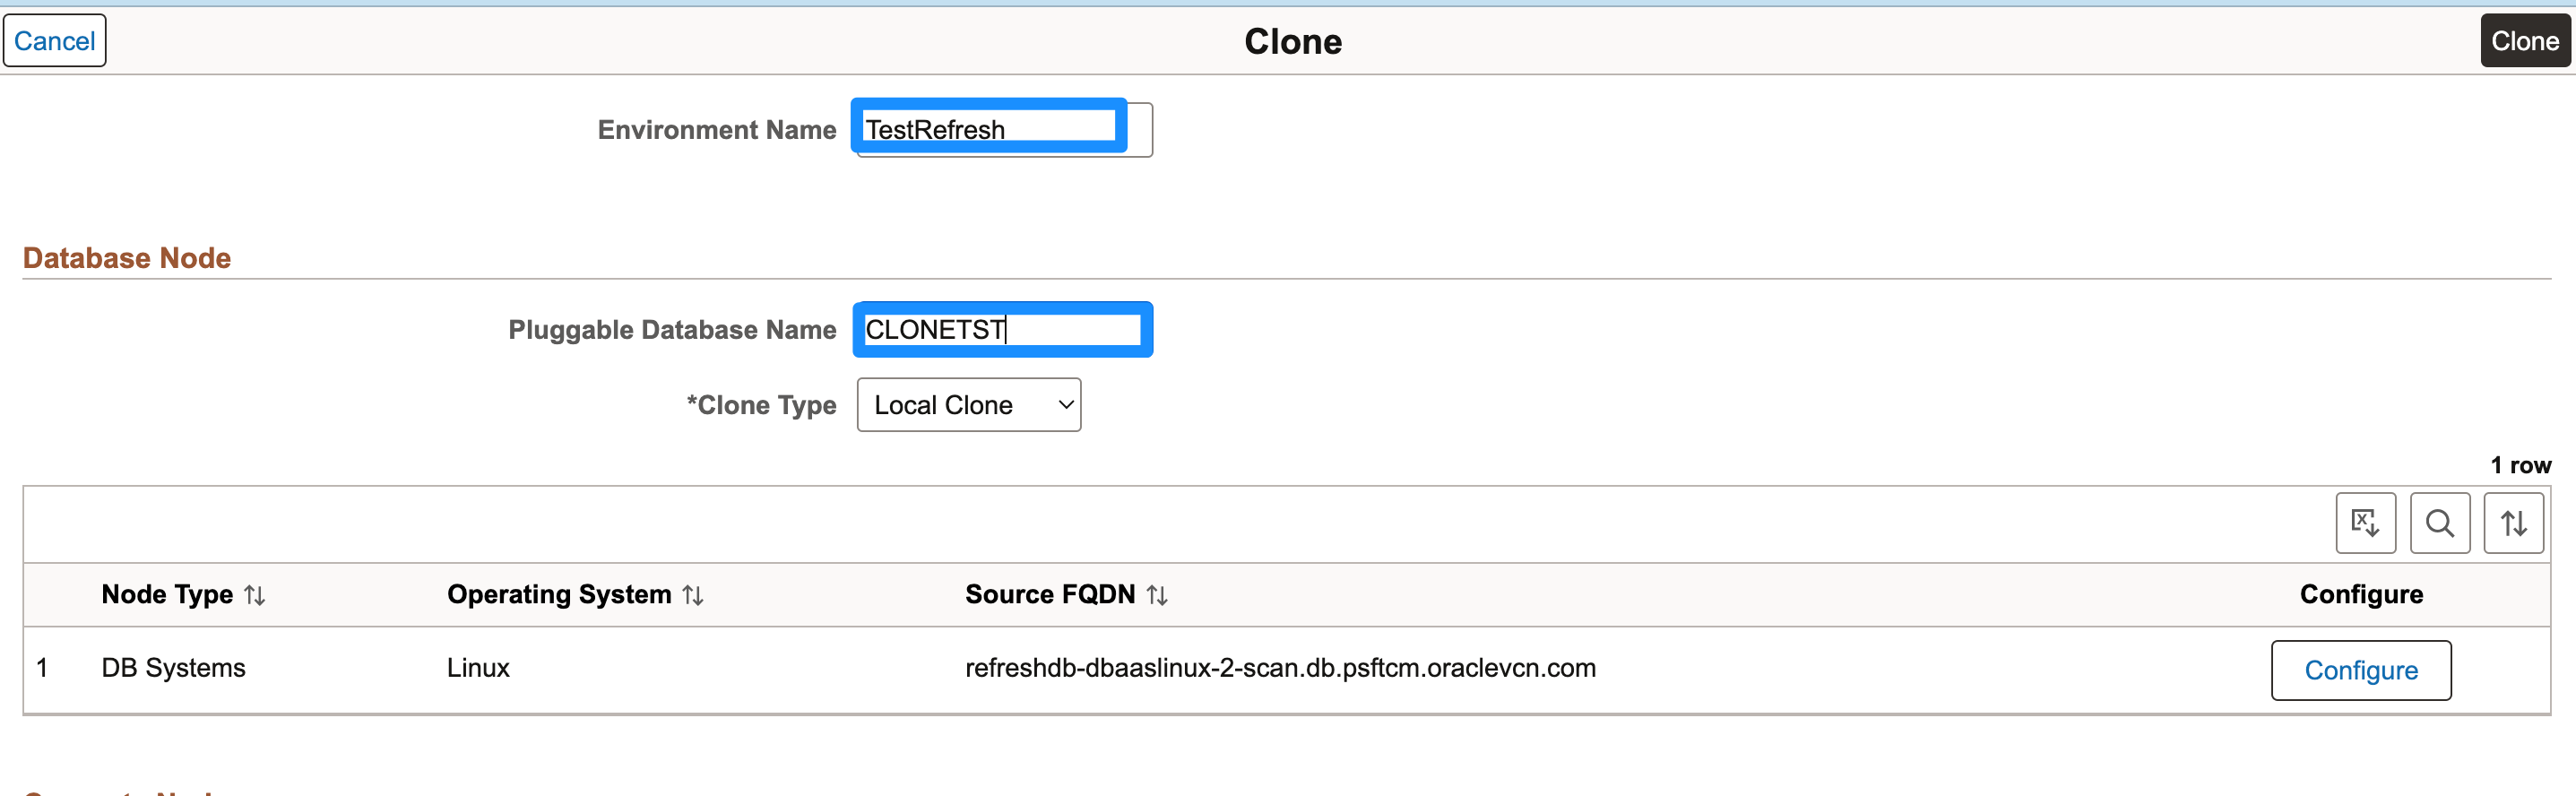 Cancel Clone Clone
Environment Name TestRefresh
Database Node
Pluggable Database Name CLONETST
*Clone Type Local Clone
1 row
Node Type Operating System Source FQDN Configure
1 DB Systems Linux refreshdb-dbaaslinux-2-scan.db.psftcm.oraclevcn.com Configure